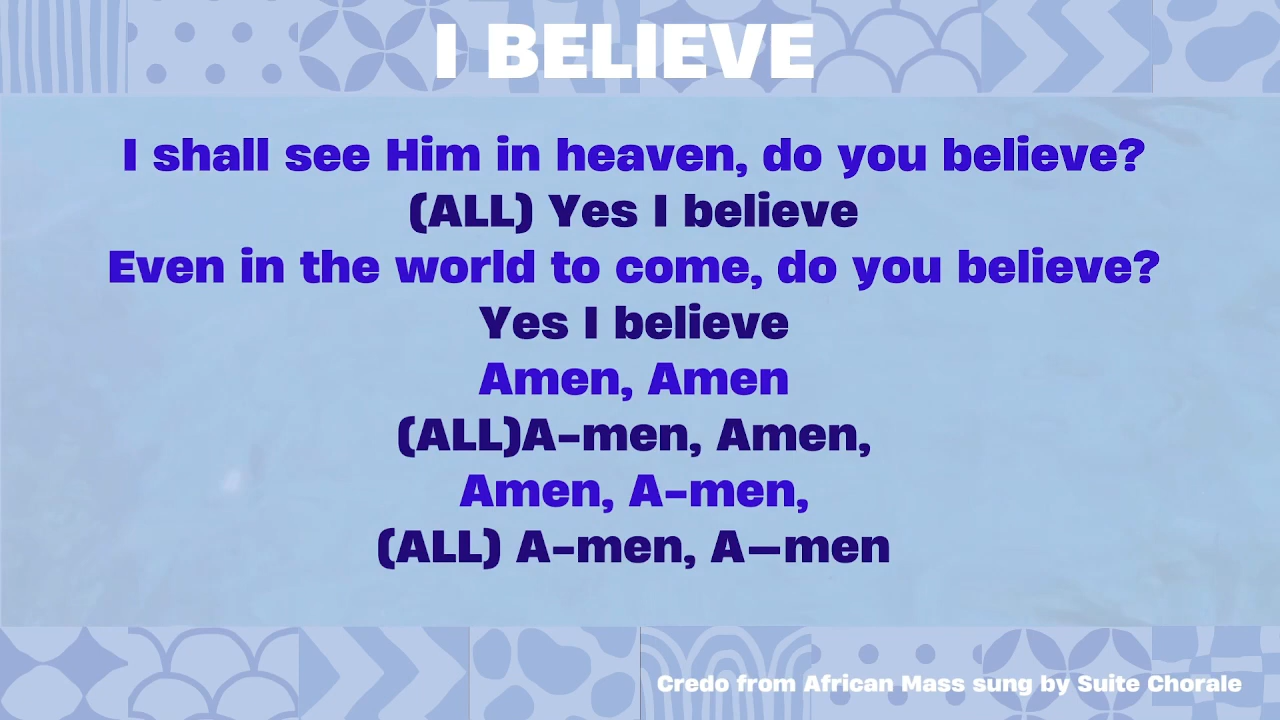 I BELIEVE
I shall see Him in heaven, do you believe?
(ALL) Yes I believe
Even in the world to come, do you believe?
Yes I believe
Amen, Amen
(ALL)A-men, Amen,
Amen, A-men,
(ALL) A-men, A—men
Credo from African Mass sung by Suite Chorale